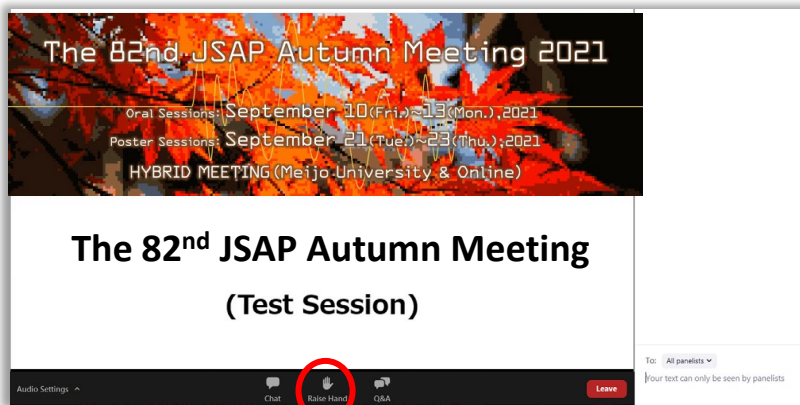 The 82nd JSAP Autumn Meeting 2021
Oral Sessions: September 10(Fri.)~13(Mon.),2021
Poster Sessions: September 21(Tue.)~23(Thu.),2021
HYBRID MEETING (Meijo University & Online)
The 82nd JSAP Autumn Meeting
(Test Session)
To: All panelists
Your text can only be seen by panelists
Audio Settings
Chat
Raise Hand
Q&A
Leave